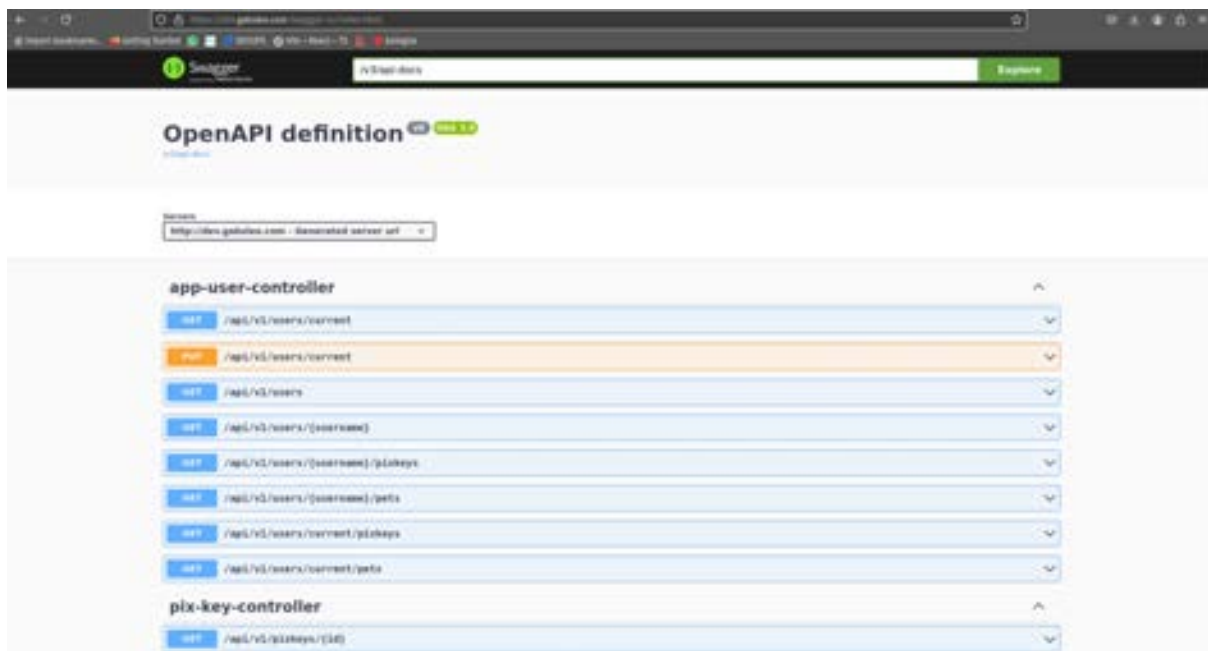 Swagger
/v3/api-docs
Explore
OpenAPI definition
/v3/api-docs
Servers
Generated server url
app-user-controller
GET /api/v1/users/current
PUT /api/v1/users/current
GET /api/v1/users
GET /api/v1/users/{username}
GET /api/v1/users/{username}/pixkeys
GET /api/v1/users/{username}/pets
GET /api/v1/users/current/pixkeys
GET /api/v1/users/current/pets
pix-key-controller
GET /api/v1/pixkeys/{id}